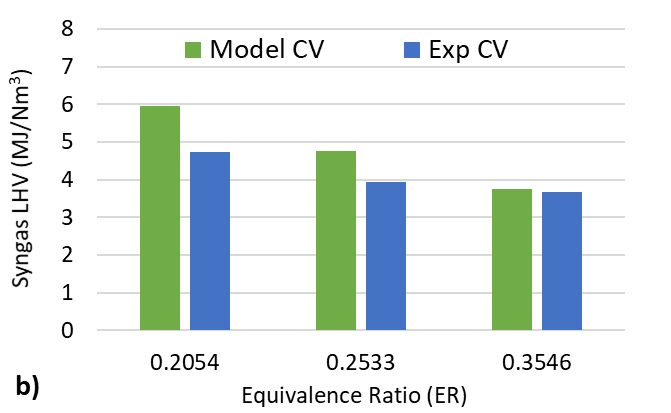 8
7
6
5
4
3
2
1
0
Syngas LHV (MJ/Nm³)
Model CV
Exp CV
0.2054
0.2533
0.3546
Equivalence Ratio (ER)
b)